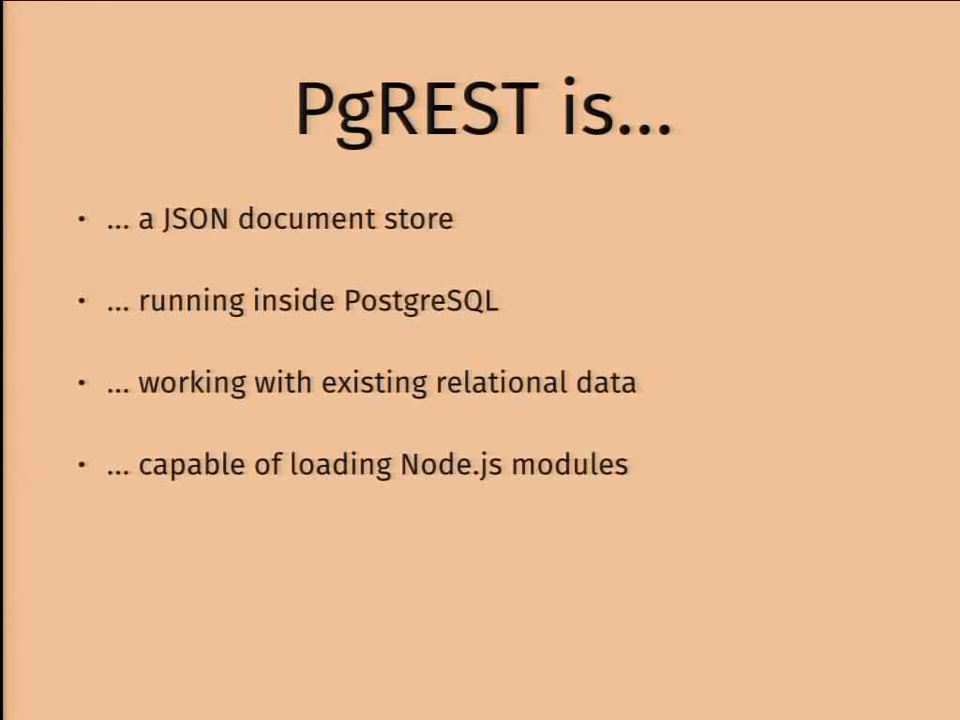 PgREST is...
• ... a JSON document store
• ... running inside PostgreSQL
• ... working with existing relational data
• ... capable of loading Node.js modules